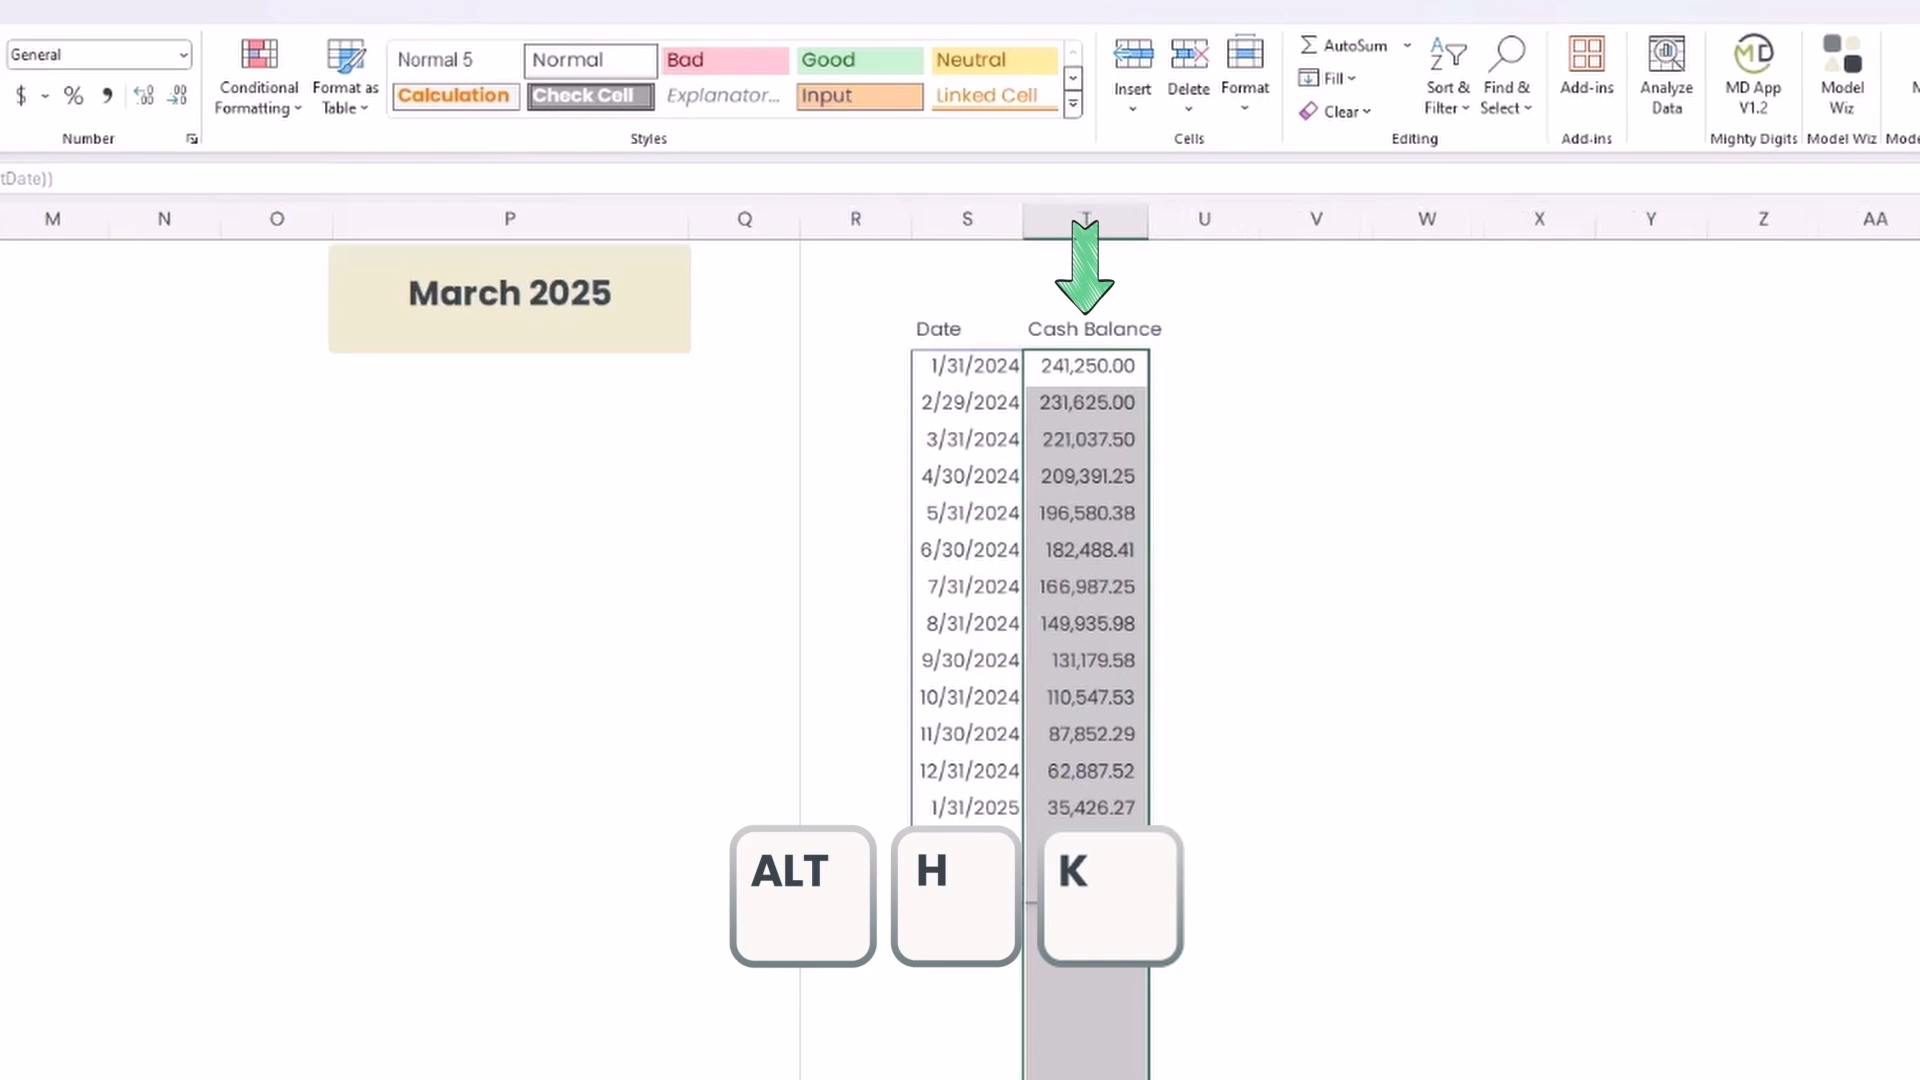 General
$ % ,
Number
Conditional
Formatting
Format as
Table
Normal 5
Normal
Bad
Good
Neutral
Calculation
Check Cell
Explanator...
Input
Linked Cell
Styles
Insert
Delete
Format
Cells
AutoSum
Fill
Clear
Sort &
Filter
Find &
Select
Editing
Add-ins
Add-ins
Analyze
Data
MD App
V1.2
Mighty Digits
Model
Wiz
Model Wiz
tDate))
M N O P Q R S T U V W X Y Z AA
March 2025
Date Cash Balance
1/31/2024 241,250.00
2/29/2024 231,625.00
3/31/2024 221,037.50
4/30/2024 209,391.25
5/31/2024 196,580.38
6/30/2024 182,488.41
7/31/2024 166,987.25
8/31/2024 149,935.98
9/30/2024 131,179.58
10/31/2024 110,547.53
11/30/2024 87,852.29
12/31/2024 62,887.52
1/31/2025 35,426.27
ALT H K